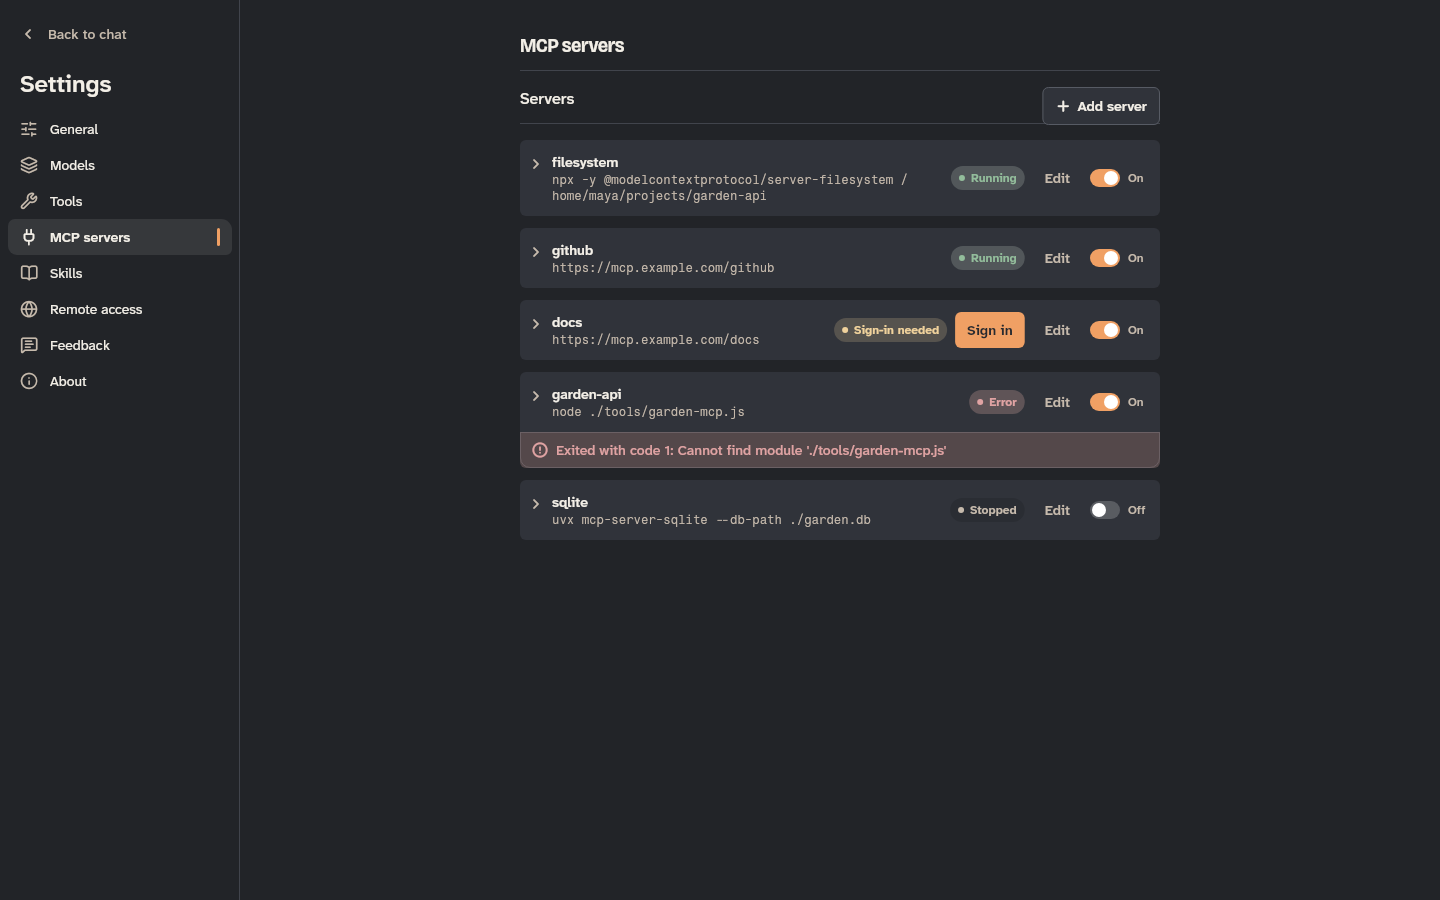 Back to chat
Settings
General
Models
Tools
MCP servers
Skills
Remote access
Feedback
About
MCP servers
Servers
Add server
filesystem
npx -y @modelcontextprotocol/server-filesystem /
home/maya/projects/garden-api
Running
Edit
On
github
https://mcp.example.com/github
Running
Edit
On
docs
https://mcp.example.com/docs
Sign-in needed
Sign in
Edit
On
garden-api
node ./tools/garden-mcp.js
Error
Edit
On
Exited with code 1: Cannot find module './tools/garden-mcp.js'
sqlite
uvx mcp-server-sqlite --db-path ./garden.db
Stopped
Edit
Off